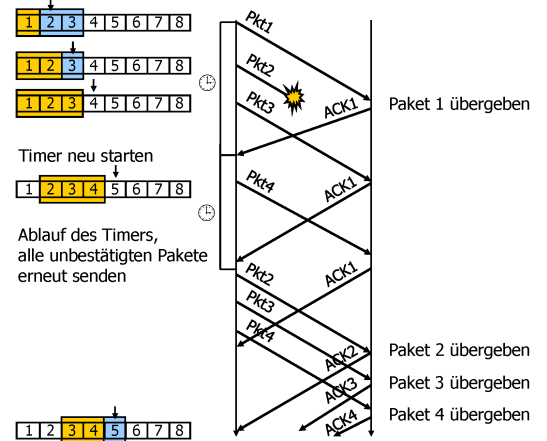 1 2 3 4 5 6 7 8
Pkt1
Pkt2
1 2 3 4 5 6 7 8
1 2 3 4 5 6 7 8
Pkt3
ACK1
Paket 1 übergeben
Timer neu starten
1 2 3 4 5 6 7 8
Pkt4
ACK1
Ablauf des Timers,
alle unbestätigten Pakete
erneut senden
Pkt2
ACK1
Pkt3
Pkt4
ACK2
Paket 2 übergeben
ACK3
Paket 3 übergeben
ACK4
Paket 4 übergeben
1 2 3 4 5 6 7 8